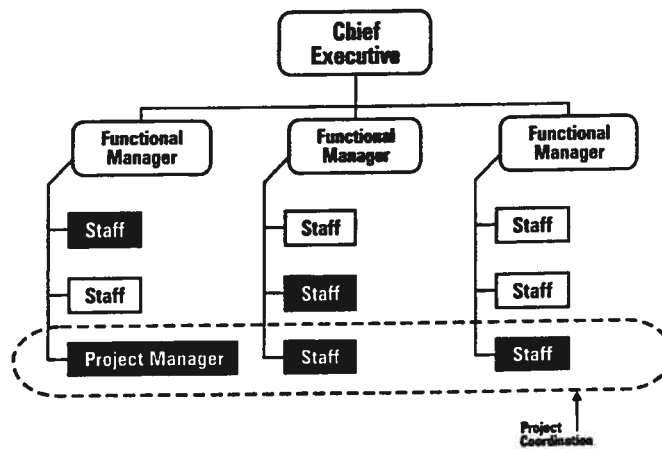 Chief
Executive
Functional
Manager
Functional
Manager
Functional
Manager
Staff
Staff
Staff
Staff
Staff
Staff
Project Manager
Staff
Staff
Project
Coordination